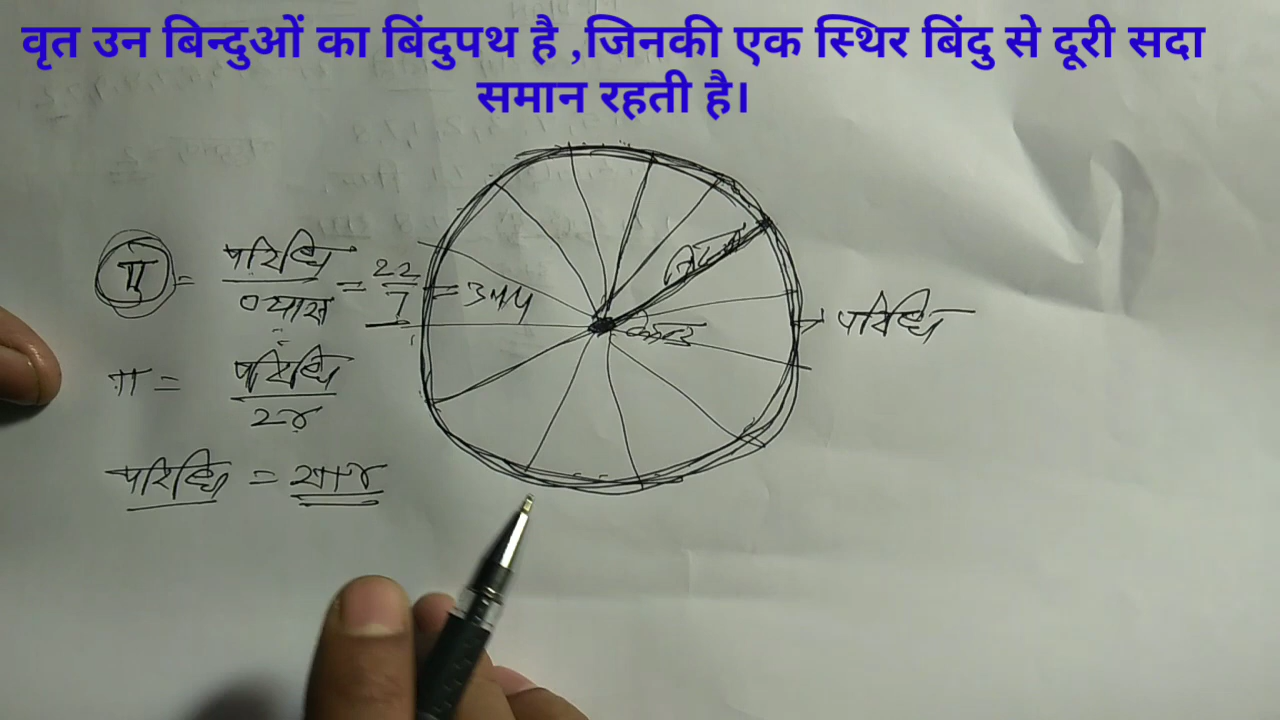 वृत उन बिन्दुओं का बिंदुपथ है ,जिनकी एक स्थिर बिंदु से दूरी सदा
समान रहती है।
π = परिधि / व्यास = 22/7 = 3.14
त्रिज्या
केन्द्र
→ परिधि
π = परिधि / 2r
परिधि = 2πr